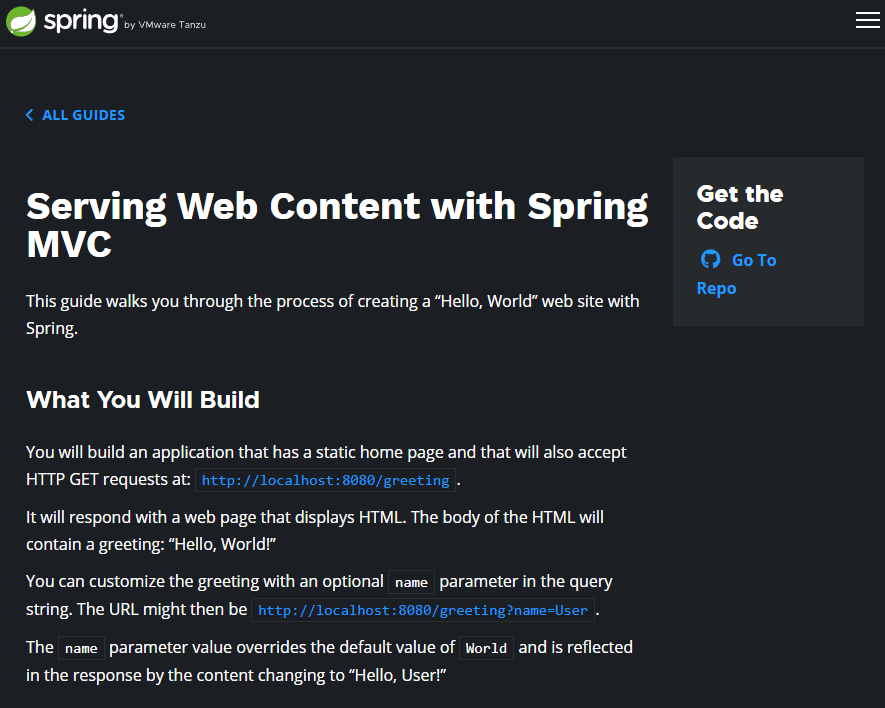 spring® by VMware Tanzu
ALL GUIDES
Serving Web Content with Spring
MVC
This guide walks you through the process of creating a “Hello, World” web site with
Spring.
What You Will Build
You will build an application that has a static home page and that will also accept
HTTP GET requests at: http://localhost:8080/greeting.
It will respond with a web page that displays HTML. The body of the HTML will
contain a greeting: “Hello, World!”
You can customize the greeting with an optional name parameter in the query
string. The URL might then be http://localhost:8080/greeting?name=User.
The name parameter value overrides the default value of World and is reflected
in the response by the content changing to “Hello, User!”
Get the
Code
Go To
Repo